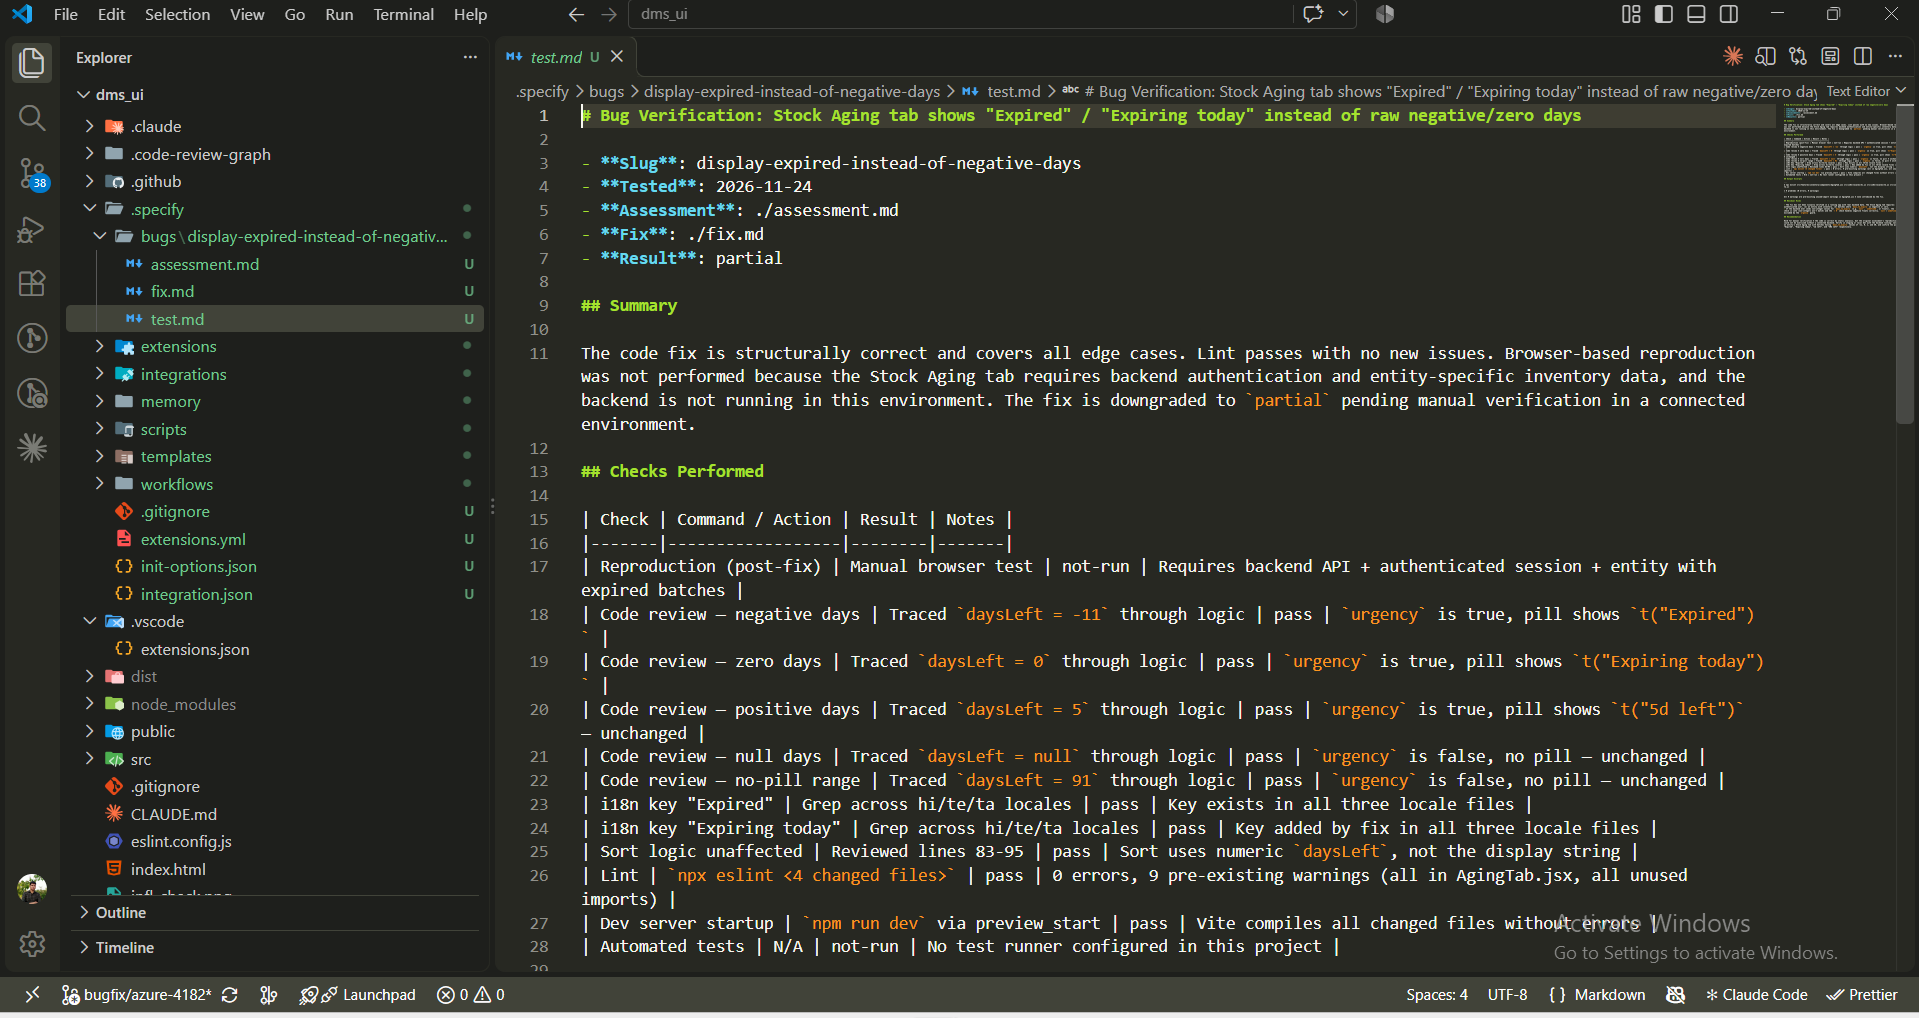 File Edit Selection View Go Run Terminal Help
dms_ui
Explorer
dms_ui
.claude
.code-review-graph
.github
.specify
bugs \ display-expired-instead-of-negativ...
assessment.md U
fix.md U
test.md U
extensions
integrations
memory
scripts
templates
workflows
.gitignore U
extensions.yml U
init-options.json U
integration.json U
.vscode
extensions.json
dist
node_modules
public
src
.gitignore
CLAUDE.md
eslint.config.js
index.html
Outline
Timeline
38
test.md U
.specify > bugs > display-expired-instead-of-negative-days > test.md > abc # Bug Verification: Stock Aging tab shows "Expired" / "Expiring today" instead of raw negative/zero day
Text Editor
1 # Bug Verification: Stock Aging tab shows "Expired" / "Expiring today" instead of raw negative/zero days
2
3 - **Slug**: display-expired-instead-of-negative-days
4 - **Tested**: 2026-11-24
5 - **Assessment**: ./assessment.md
6 - **Fix**: ./fix.md
7 - **Result**: partial
8
9 ## Summary
10
11 The code fix is structurally correct and covers all edge cases. Lint passes with no new issues. Browser-based reproduction
was not performed because the Stock Aging tab requires backend authentication and entity-specific inventory data, and the
backend is not running in this environment. The fix is downgraded to `partial` pending manual verification in a connected
environment.
12
13 ## Checks Performed
14
15 | Check | Command / Action | Result | Notes |
16 |-------|------------------|--------|-------|
17 | Reproduction (post-fix) | Manual browser test | not-run | Requires backend API + authenticated session + entity with
expired batches |
18 | Code review — negative days | Traced `daysLeft = -11` through logic | pass | `urgency` is true, pill shows `t("Expired")
` |
19 | Code review — zero days | Traced `daysLeft = 0` through logic | pass | `urgency` is true, pill shows `t("Expiring today")
` |
20 | Code review — positive days | Traced `daysLeft = 5` through logic | pass | `urgency` is true, pill shows `t("5d left")`
— unchanged |
21 | Code review — null days | Traced `daysLeft = null` through logic | pass | `urgency` is false, no pill — unchanged |
22 | Code review — no-pill range | Traced `daysLeft = 91` through logic | pass | `urgency` is false, no pill — unchanged |
23 | i18n key "Expired" | Grep across hi/te/ta locales | pass | Key exists in all three locale files |
24 | i18n key "Expiring today" | Grep across hi/te/ta locales | pass | Key added by fix in all three locale files |
25 | Sort logic unaffected | Reviewed lines 83-95 | pass | Sort uses numeric `daysLeft`, not the display string |
26 | Lint | `npx eslint <4 changed files>` | pass | 0 errors, 9 pre-existing warnings (all in AgingTab.jsx, all unused
imports) |
27 | Dev server startup | `npm run dev` via preview_start | pass | Vite compiles all changed files without errors |
28 | Automated tests | N/A | not-run | No test runner configured in this project |
29
Activate Windows
Go to Settings to activate Windows.
bugfix/azure-4182* Launchpad 0 0
Spaces: 4 UTF-8 {} Markdown Claude Code Prettier